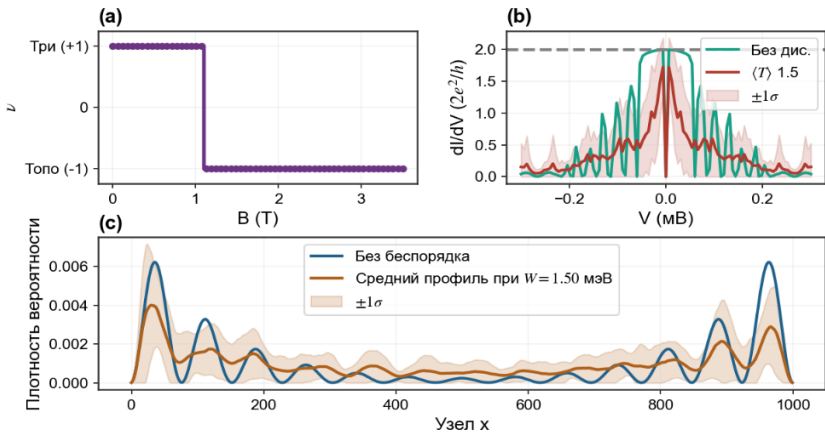 (a)
Три (+1)
0
Топо (-1)
ν
0
1
2
3
B (T)
(b)
2.0
1.5
1.0
0.5
0.0
dI/dV (2e²/h)
−0.2
0.0
0.2
V (мВ)
Без дис.
⟨T⟩ 1.5
±1σ
(c)
0.006
0.004
0.002
0.000
Плотность вероятности
0
200
400
600
800
1000
Узел x
Без беспорядка
Средний профиль при W = 1.50 мэВ
±1σ